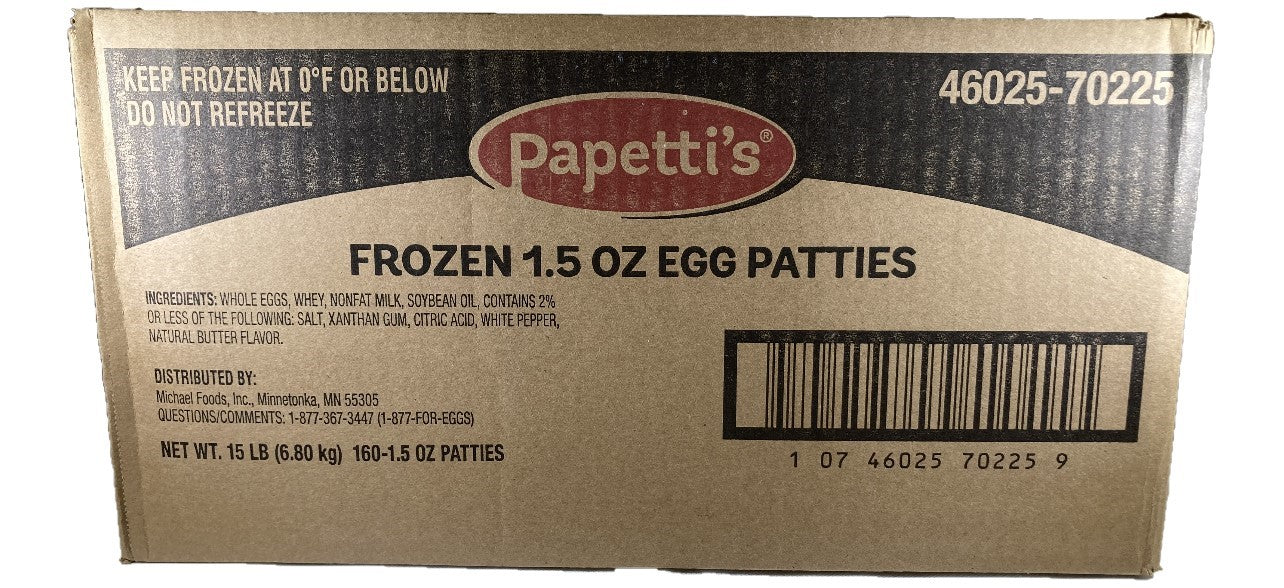 KEEP FROZEN AT 0°F OR BELOW
DO NOT REFREEZE
46025-70225
Papetti's®
FROZEN 1.5 OZ EGG PATTIES
INGREDIENTS: WHOLE EGGS, WHEY, NONFAT MILK, SOYBEAN OIL, CONTAINS 2%
OR LESS OF THE FOLLOWING: SALT, XANTHAN GUM, CITRIC ACID, WHITE PEPPER,
NATURAL BUTTER FLAVOR.
DISTRIBUTED BY:
Michael Foods, Inc., Minnetonka, MN 55305
QUESTIONS/COMMENTS: 1-877-367-3447 (1-877-FOR-EGGS)
NET WT. 15 LB (6.80 kg) 160-1.5 OZ PATTIES
1 07 46025 70225 9